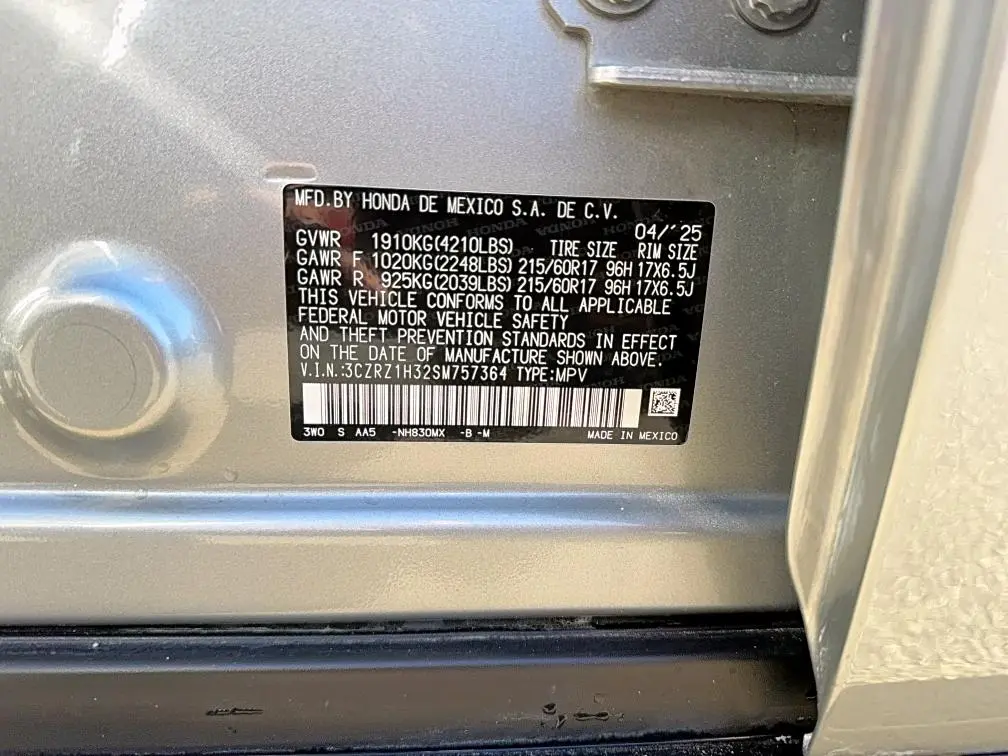 MFD.BY HONDA DE MEXICO S.A. DE C.V.
04/'25
GVWR 1910KG(4210LBS) TIRE SIZE RIM SIZE
GAWR F 1020KG(2248LBS) 215/60R17 96H 17X6.5J
GAWR R 925KG(2039LBS) 215/60R17 96H 17X6.5J
THIS VEHICLE CONFORMS TO ALL APPLICABLE
FEDERAL MOTOR VEHICLE SAFETY
AND THEFT PREVENTION STANDARDS IN EFFECT
ON THE DATE OF MANUFACTURE SHOWN ABOVE.
V.I.N.:3CZRZ1H32SM757364 TYPE:MPV
3W0 S AA5 -NH830MX -B -M MADE IN MEXICO